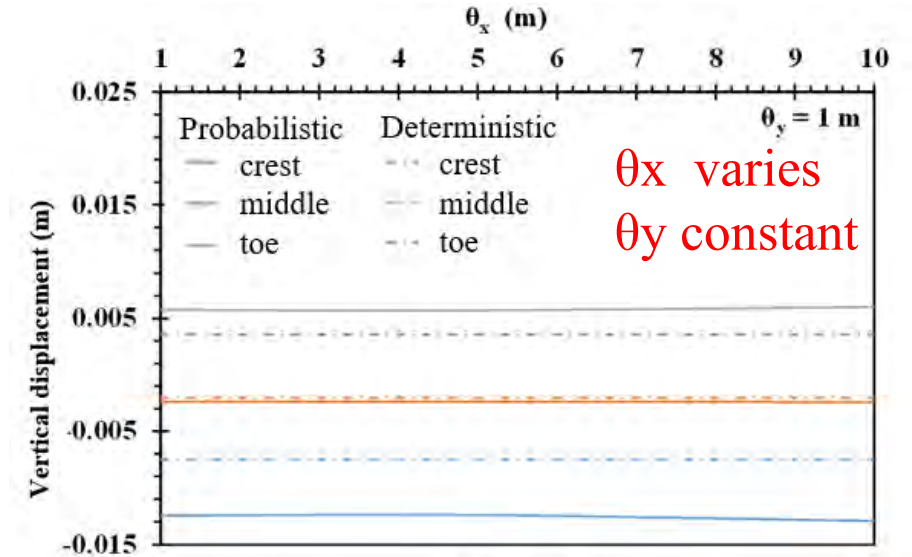 θx (m)
1 2 3 4 5 6 7 8 9 10
0.025
θy = 1 m
Probabilistic Deterministic
crest crest
middle middle
toe toe
θx varies
θy constant
0.015
0.005
-0.005
-0.015
Vertical displacement (m)